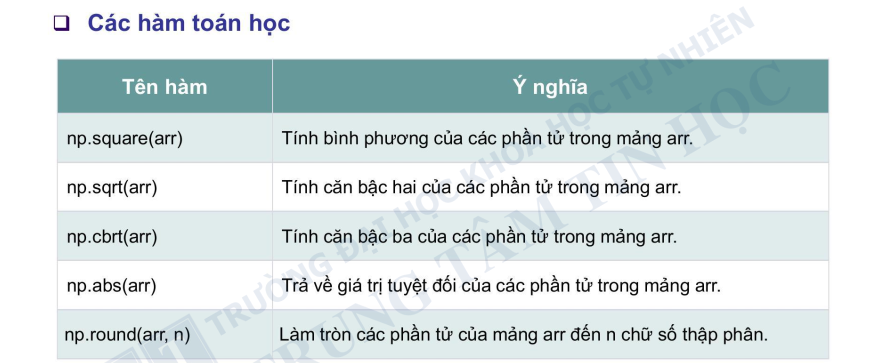 Các hàm toán học
Tên hàm Ý nghĩa
np.square(arr) Tính bình phương của các phần tử trong mảng arr.
np.sqrt(arr) Tính căn bậc hai của các phần tử trong mảng arr.
np.cbrt(arr) Tính căn bậc ba của các phần tử trong mảng arr.
np.abs(arr) Trả về giá trị tuyệt đối của các phần tử trong mảng arr.
np.round(arr, n) Làm tròn các phần tử của mảng arr đến n chữ số thập phân.
TRƯỜNG ĐẠI HỌC KHOA HỌC TỰ NHIÊN
TRUNG TÂM TIN HỌC